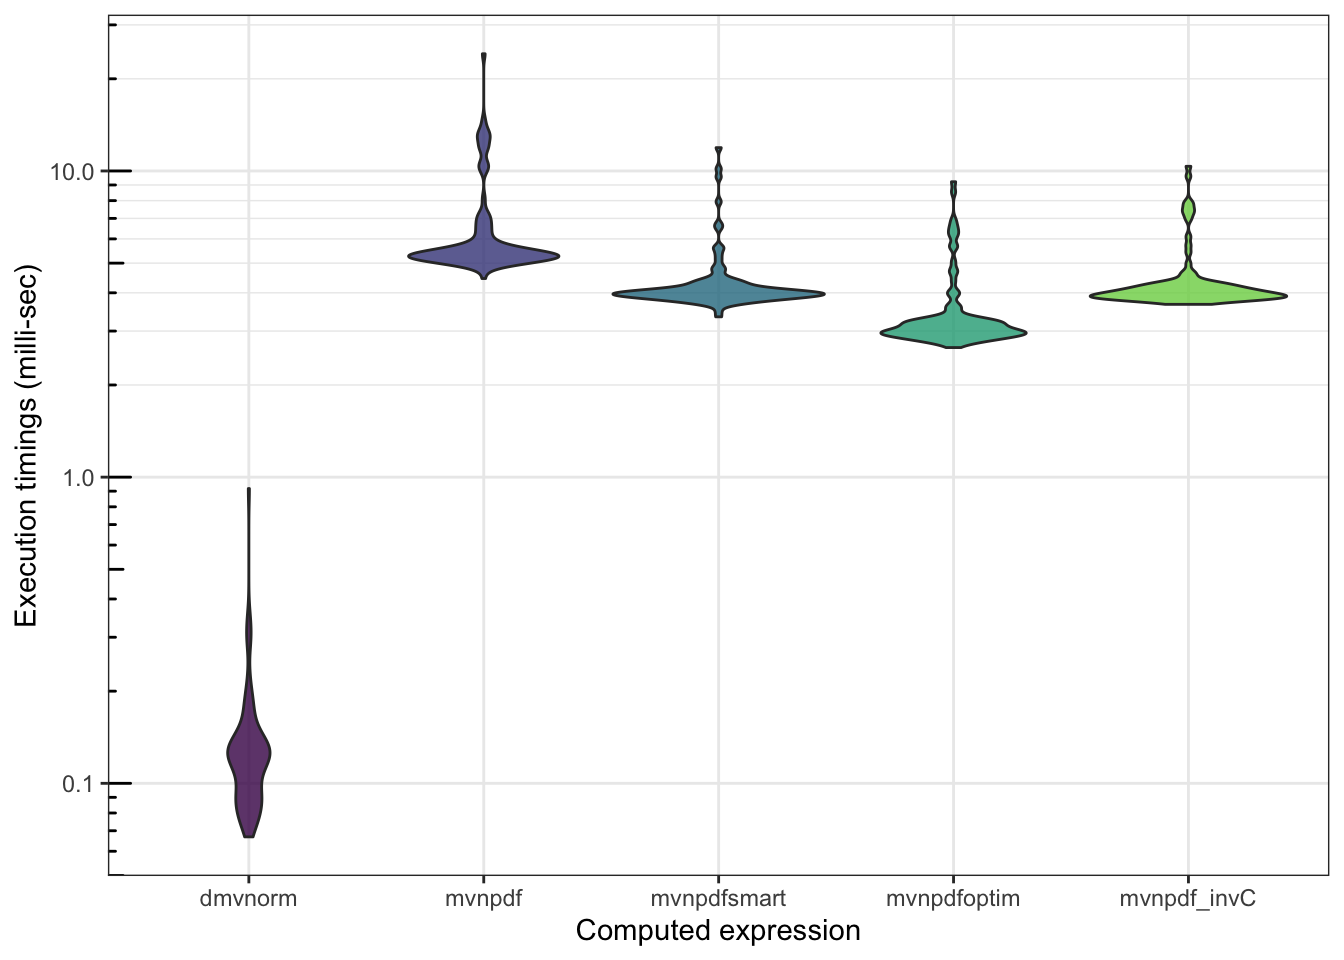 Execution timings (milli-sec)
10.0
1.0
0.1
dmvnorm
mvnpdf
mvnpdfsmart
mvnpdfoptim
mvnpdf_invC
Computed expression